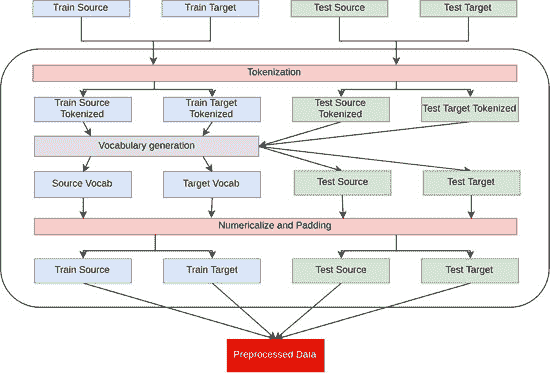 Train Source
Train Target
Test Source
Test Target
Tokenization
Train Source
Tokenized
Train Target
Tokenized
Test Source
Tokenized
Test Target Tokenized
Vocabulary generation
Source Vocab
Target Vocab
Test Source
Test Target
Numericalize and Padding
Train Source
Train Target
Test Source
Test Target
Preprocessed Data